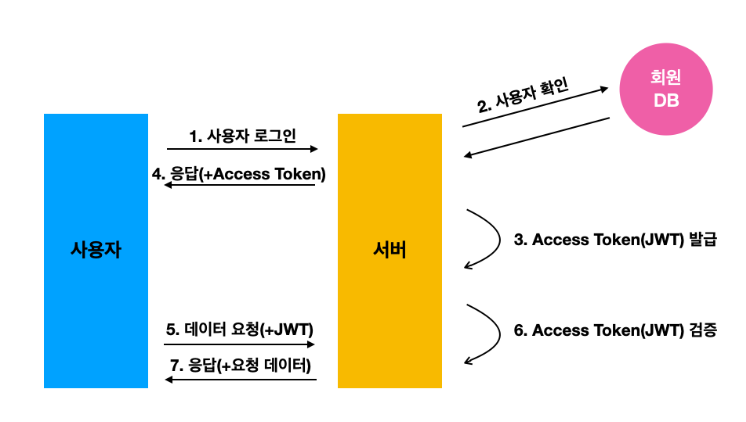 회원
DB
2. 사용자 확인
1. 사용자 로그인
4. 응답(+Access Token)
사용자
서버
3. Access Token(JWT) 발급
5. 데이터 요청(+JWT)
6. Access Token(JWT) 검증
7. 응답(+요청 데이터)